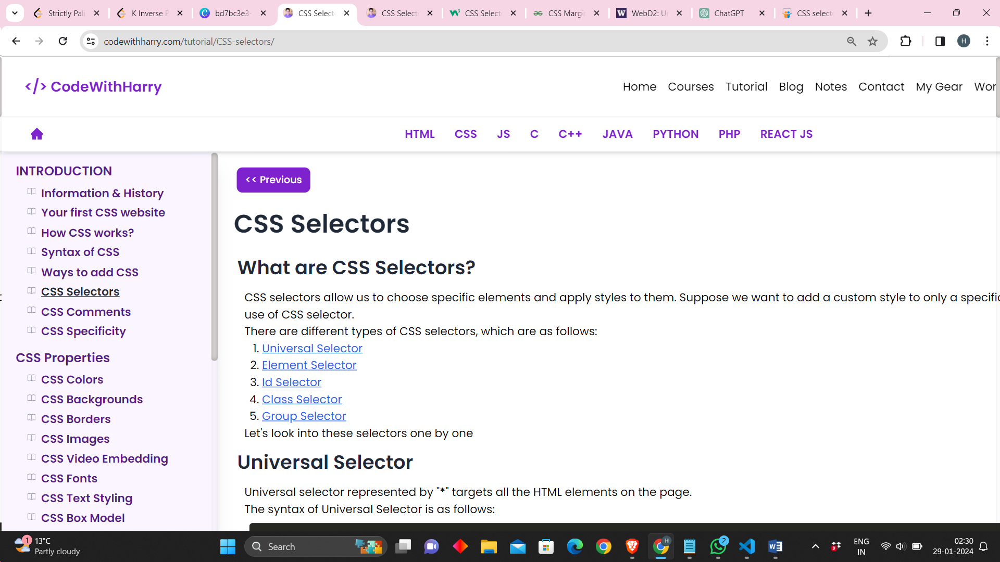 Strictly Pali
K Inverse P
bd7bc3e3-
CSS Select
CSS Select
CSS Select
CSS Margi
WebD2: Un
ChatGPT
CSS select
codewithharry.com/tutorial/CSS-selectors/
H
</> CodeWithHarry
Home Courses Tutorial Blog Notes Contact My Gear Wor
HTML CSS JS C C++ JAVA PYTHON PHP REACT JS
INTRODUCTION
Information & History
Your first CSS website
How CSS works?
Syntax of CSS
Ways to add CSS
CSS Selectors
CSS Comments
CSS Specificity
CSS Properties
CSS Colors
CSS Backgrounds
CSS Borders
CSS Images
CSS Video Embedding
CSS Fonts
CSS Text Styling
CSS Box Model
<< Previous
CSS Selectors
What are CSS Selectors?
CSS selectors allow us to choose specific elements and apply styles to them. Suppose we want to add a custom style to only a specific
use of CSS selector.
There are different types of CSS selectors, which are as follows:
1. Universal Selector
2. Element Selector
3. Id Selector
4. Class Selector
5. Group Selector
Let's look into these selectors one by one
Universal Selector
Universal selector represented by "*" targets all the HTML elements on the page.
The syntax of Universal Selector is as follows:
1
13°C
Partly cloudy
Search
H
2
9
ENG
IN
02:30
29-01-2024